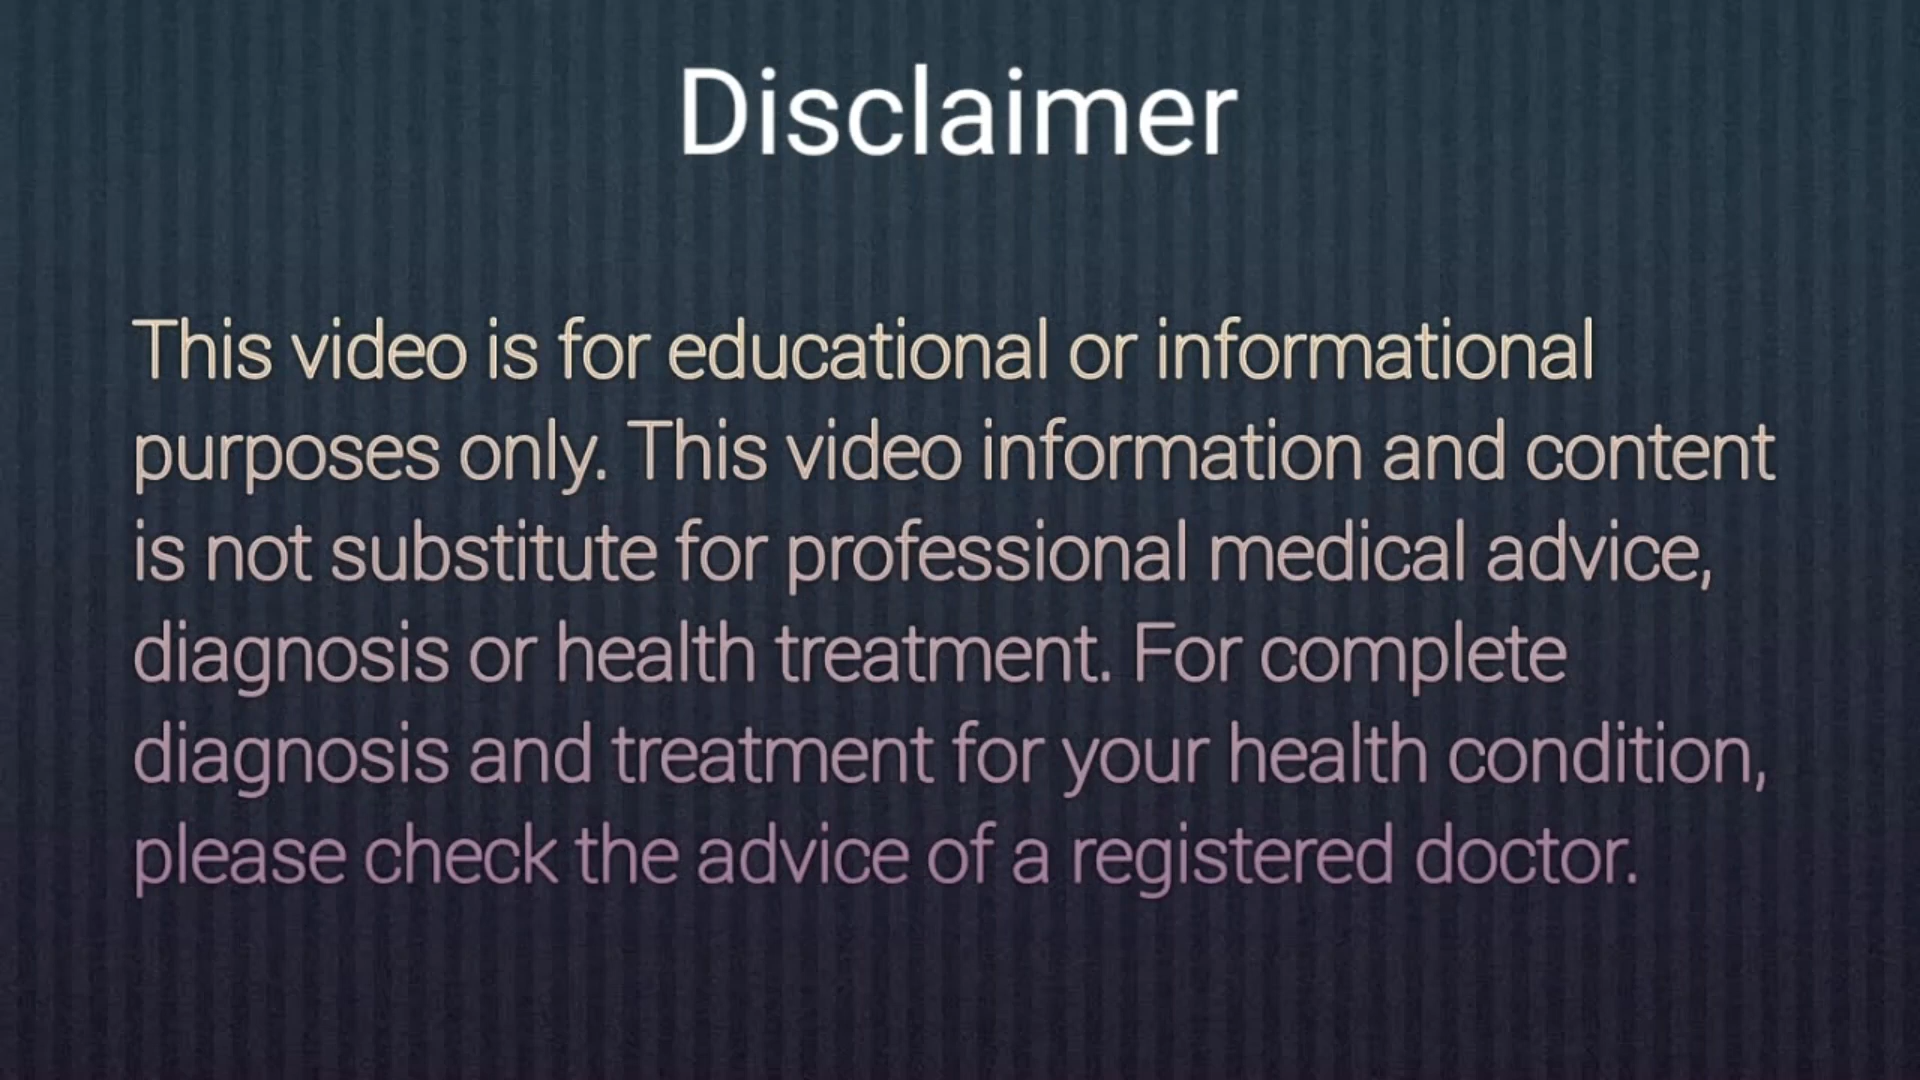 Disclaimer
This video is for educational or informational
purposes only. This video information and content
is not substitute for professional medical advice,
diagnosis or health treatment. For complete
diagnosis and treatment for your health condition,
please check the advice of a registered doctor.